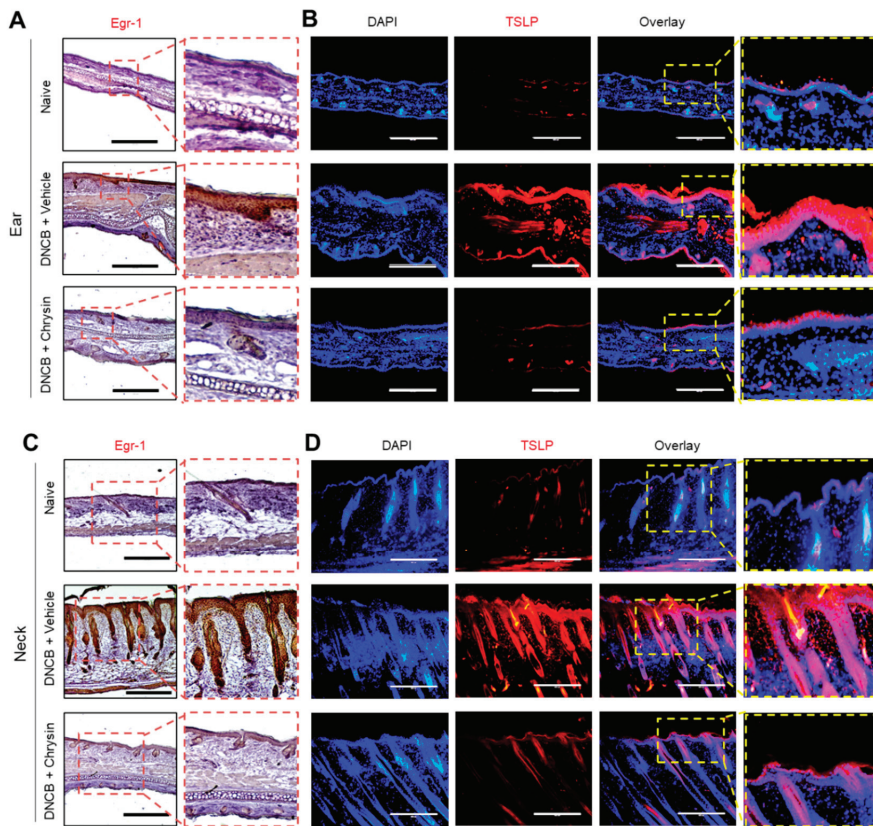 A
Egr-1
B
DAPI
TSLP
Overlay
Ear
Naive
DNCB + Vehicle
DNCB + Chrysin
C
Egr-1
D
DAPI
TSLP
Overlay
Neck
Naive
DNCB + Vehicle
DNCB + Chrysin